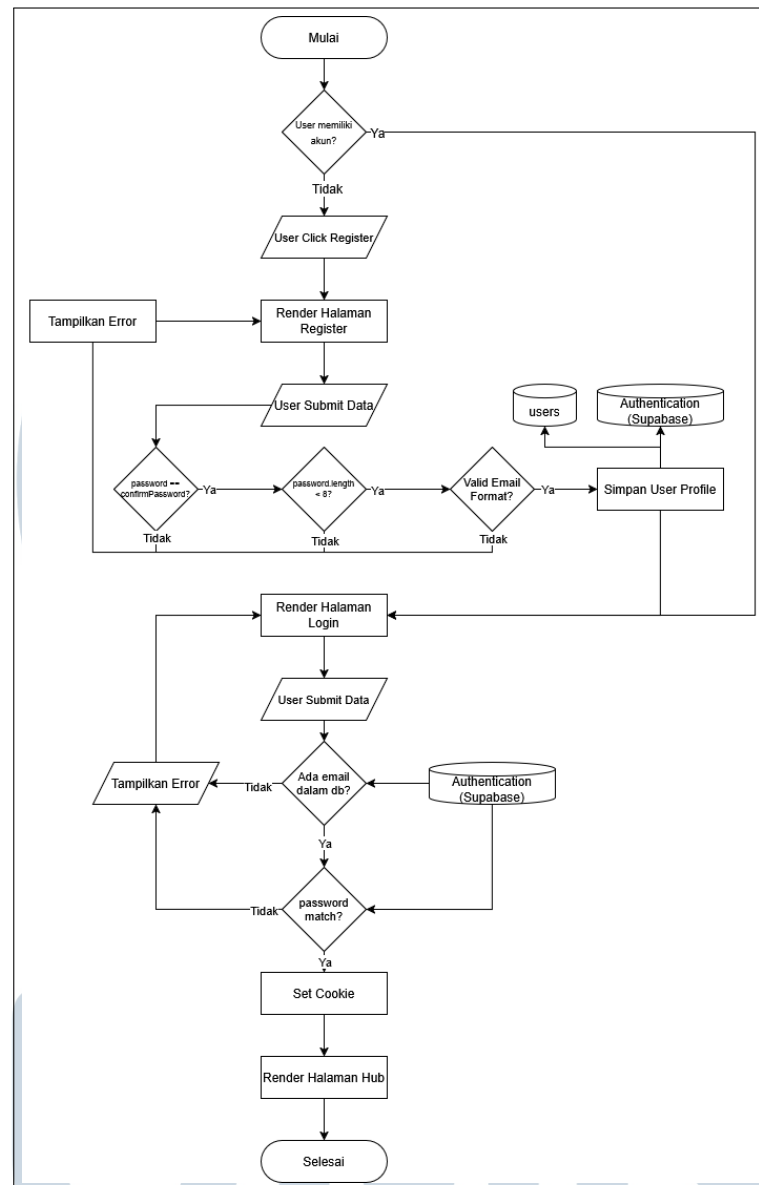 Mulai
User memiliki
akun?
Ya
Tidak
User Click Register
Tampilkan Error
Render Halaman
Register
User Submit Data
users
Authentication
(Supabase)
password ==
confirmPassword?
Ya
password.length
< 8?
Ya
Valid Email
Format?
Ya
Simpan User Profile
Tidak
Tidak
Tidak
Render Halaman
Login
User Submit Data
Tampilkan Error
Tidak
Ada email
dalam db?
Authentication
(Supabase)
Ya
Tidak
password
match?
Ya
Set Cookie
Render Halaman Hub
Selesai